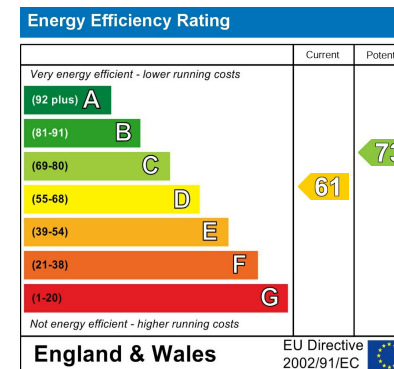 Energy Efficiency Rating
Current
Very energy efficient - lower running costs
(92 plus) A
(81-91) B
(69-80) C
73
(55-68) D
61
(39-54) E
(21-38) F
(1-20) G
Not energy efficient - higher running costs
England & Wales
EU Directive
2002/91/EC